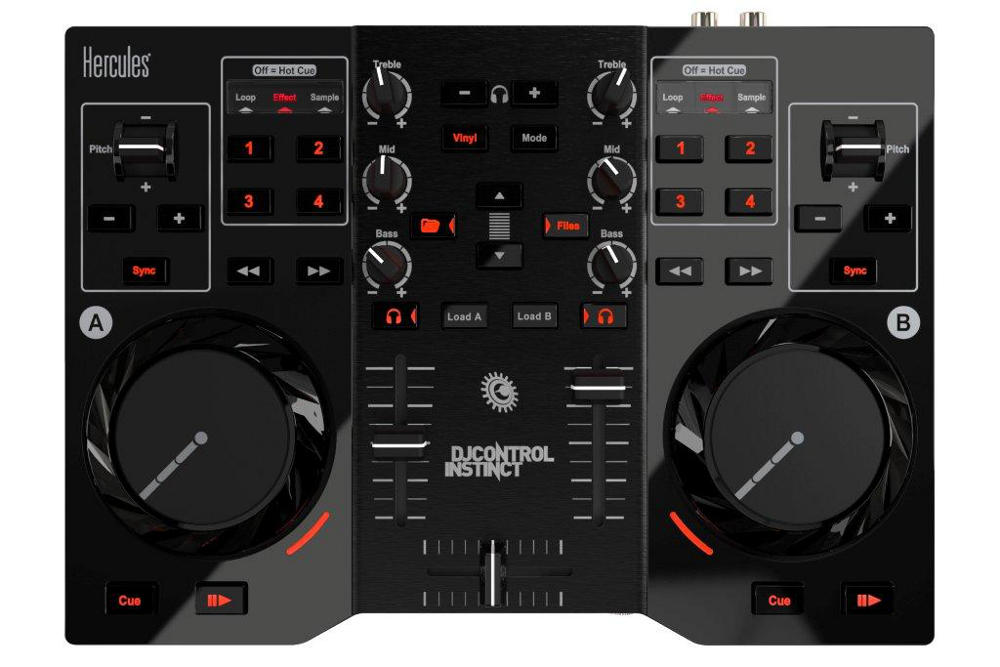 Hercules
Off = Hot Cue
Loop Effect Sample
1 2
3 4
Pitch
−
+
− +
Sync
Treble
− +
Mid
− +
Bass
− +
− +
Vinyl Mode
Files
Load A Load B
Treble
− +
Mid
− +
Bass
− +
Off = Hot Cue
Loop Effect Sample
1 2
3 4
Pitch
−
+
− +
Sync
A
B
DJCONTROL
INSTINCT
Cue
Cue